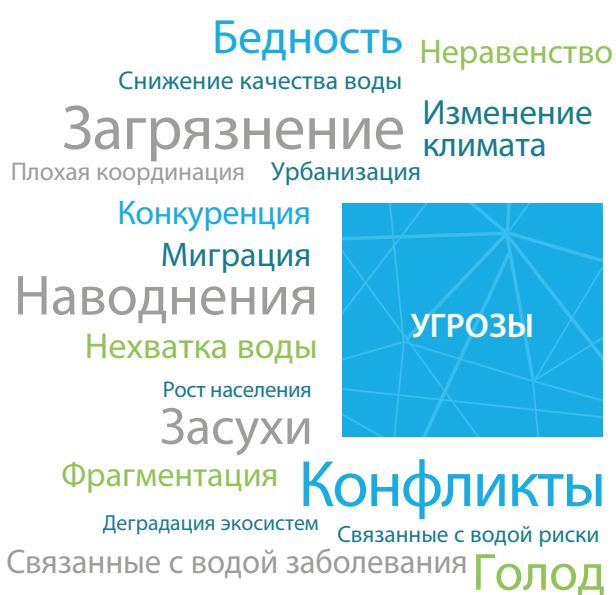 Бедность
Неравенство
Снижение качества воды
Загрязнение
Изменение
климата
Плохая координация
Урбанизация
Конкуренция
Миграция
Наводнения
УГРОЗЫ
Нехватка воды
Рост населения
Засухи
Фрагментация
Конфликты
Деградация экосистем
Связанные с водой риски
Связанные с водой заболевания
Голод